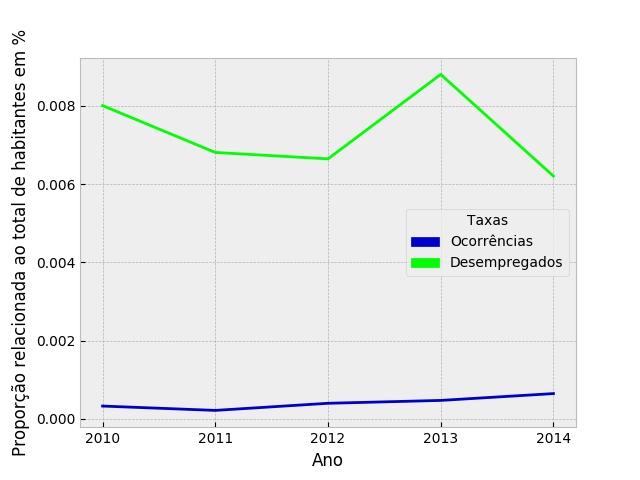 Proporção relacionada ao total de habitantes em %
0.008
0.006
0.004
0.002
0.000
Taxas
Ocorrências
Desempregados
2010 2011 2012 2013 2014
Ano